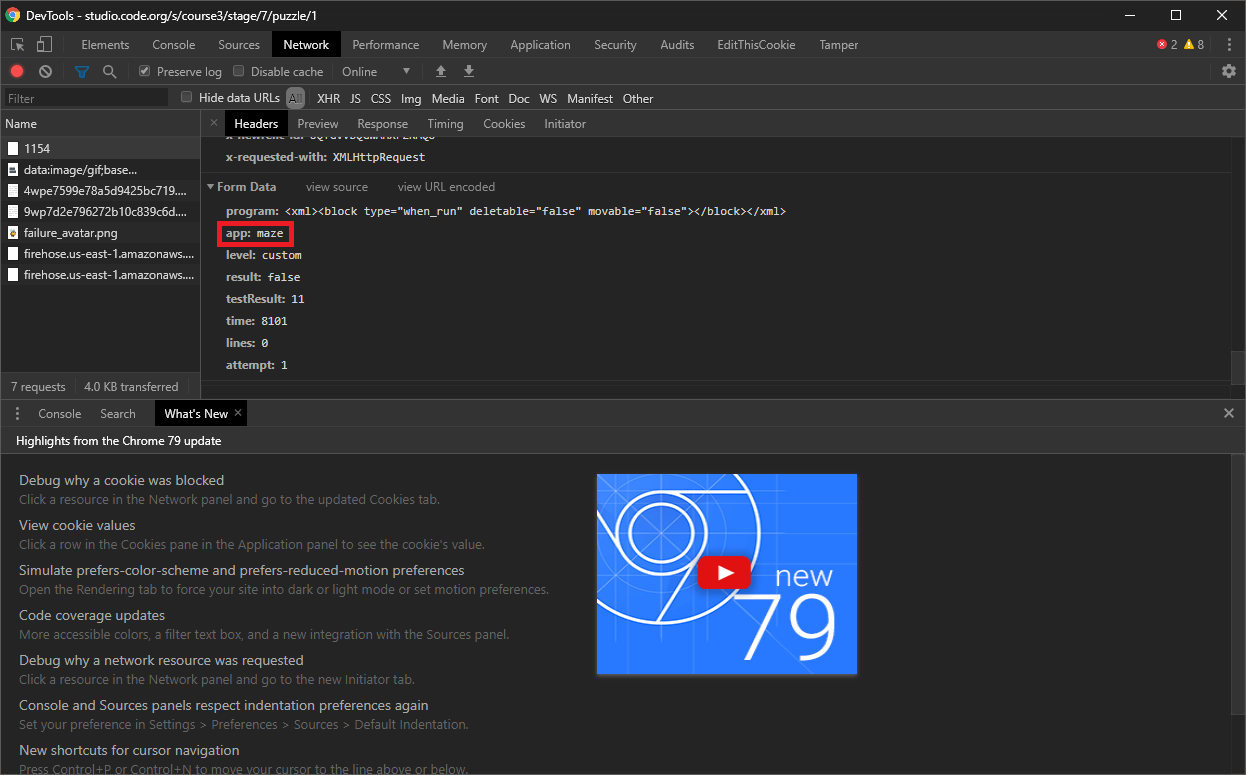 DevTools - studio.code.org/s/course3/stage/7/puzzle/1
Elements Console Sources Network Performance Memory Application Security Audits EditThisCookie Tamper 2 8
Preserve log Disable cache Online
Filter Hide data URLs All XHR JS CSS Img Media Font Doc WS Manifest Other
Name
Headers Preview Response Timing Cookies Initiator
1154
data:image/gif;base...
4wpe7599e78a5d9425bc719....
9wp7d2e796272b10c839c6d....
failure_avatar.png
firehose.us-east-1.amazonaws....
firehose.us-east-1.amazonaws....
7 requests 4.0 KB transferred
x-requested-with: XMLHttpRequest
Form Data view source view URL encoded
program: <xml><block type="when_run" deletable="false" movable="false"></block></xml>
app: maze
level: custom
result: false
testResult: 11
time: 8101
lines: 0
attempt: 1
Console Search What's New
Highlights from the Chrome 79 update
Debug why a cookie was blocked
Click a resource in the Network panel and go to the updated Cookies tab.
View cookie values
Click a row in the Cookies pane in the Application panel to see the cookie's value.
Simulate prefers-color-scheme and prefers-reduced-motion preferences
Open the Rendering tab to force your site into dark or light mode or set motion preferences.
Code coverage updates
More accessible colors, a filter text box, and a new integration with the Sources panel.
Debug why a network resource was requested
Click a resource in the Network panel and go to the new Initiator tab.
Console and Sources panels respect indentation preferences again
Set your preference in Settings > Preferences > Sources > Default Indentation.
New shortcuts for cursor navigation
Press Control+P or Control+N to move your cursor to the line above or below.
new
79